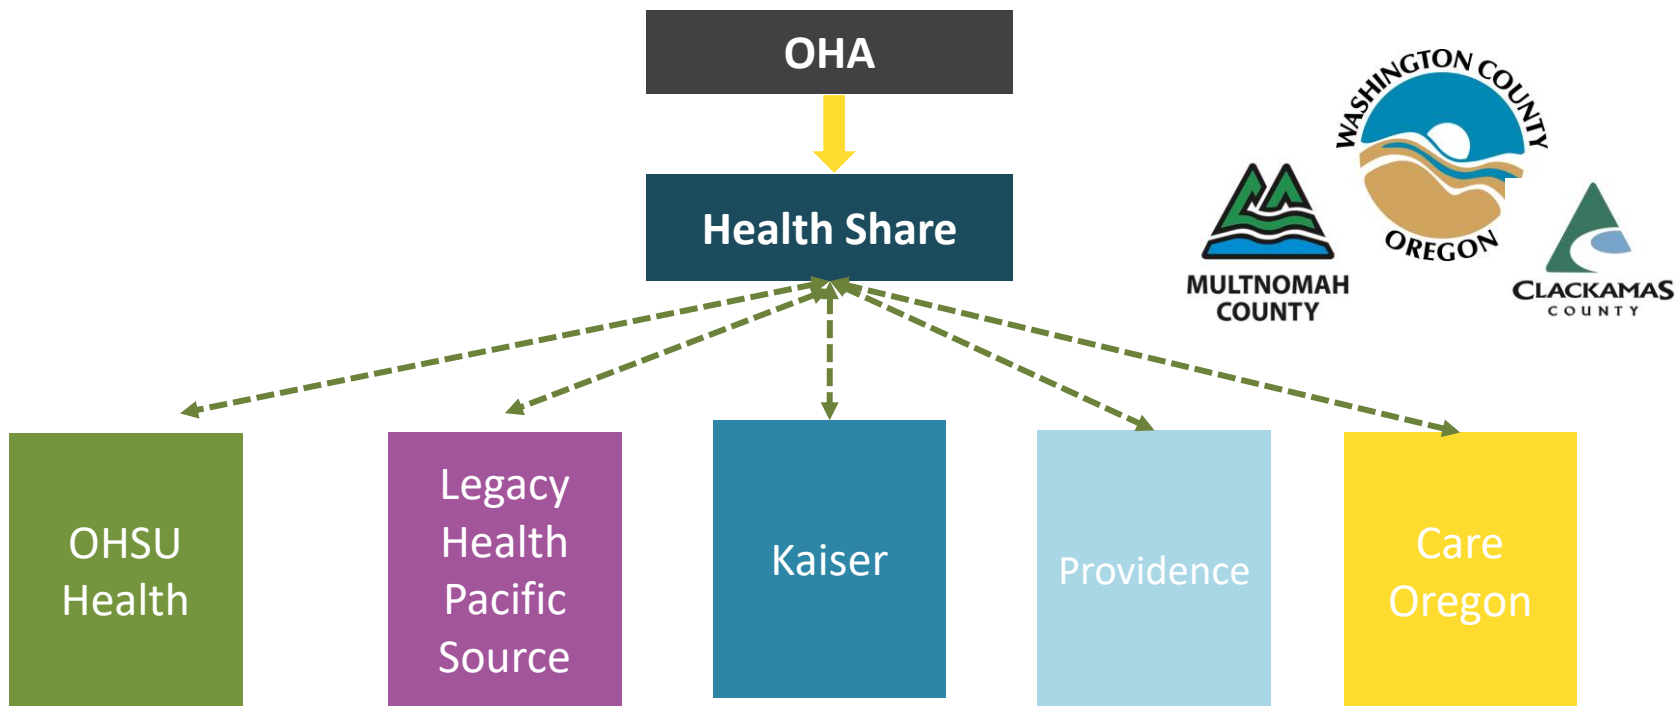 OHA
Health Share
WASHINGTON COUNTY
OREGON
MULTNOMAH
COUNTY
CLACKAMAS
COUNTY
OHSU
Health
Legacy
Health
Pacific
Source
Kaiser
Providence
Care
Oregon